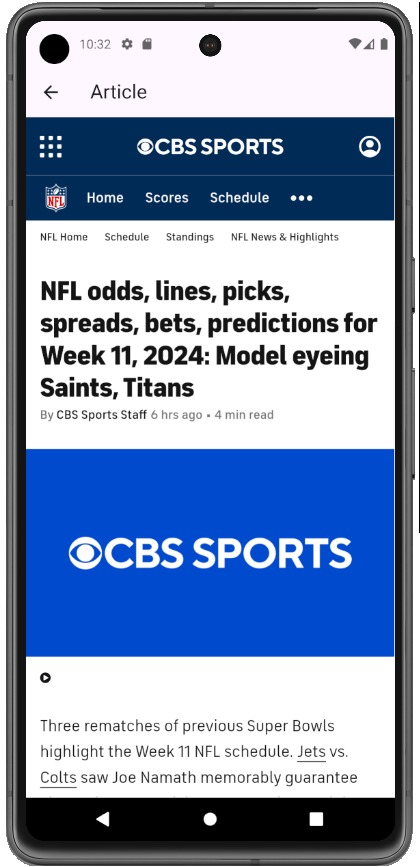 10:32
Article
CBS SPORTS
NFL
Home Scores Schedule •••
NFL Home Schedule Standings NFL News & Highlights
NFL odds, lines, picks,
spreads, bets, predictions for
Week 11, 2024: Model eyeing
Saints, Titans
By CBS Sports Staff 6 hrs ago • 4 min read
CBS SPORTS
Three rematches of previous Super Bowls
highlight the Week 11 NFL schedule. Jets vs.
Colts saw Joe Namath memorably guarantee